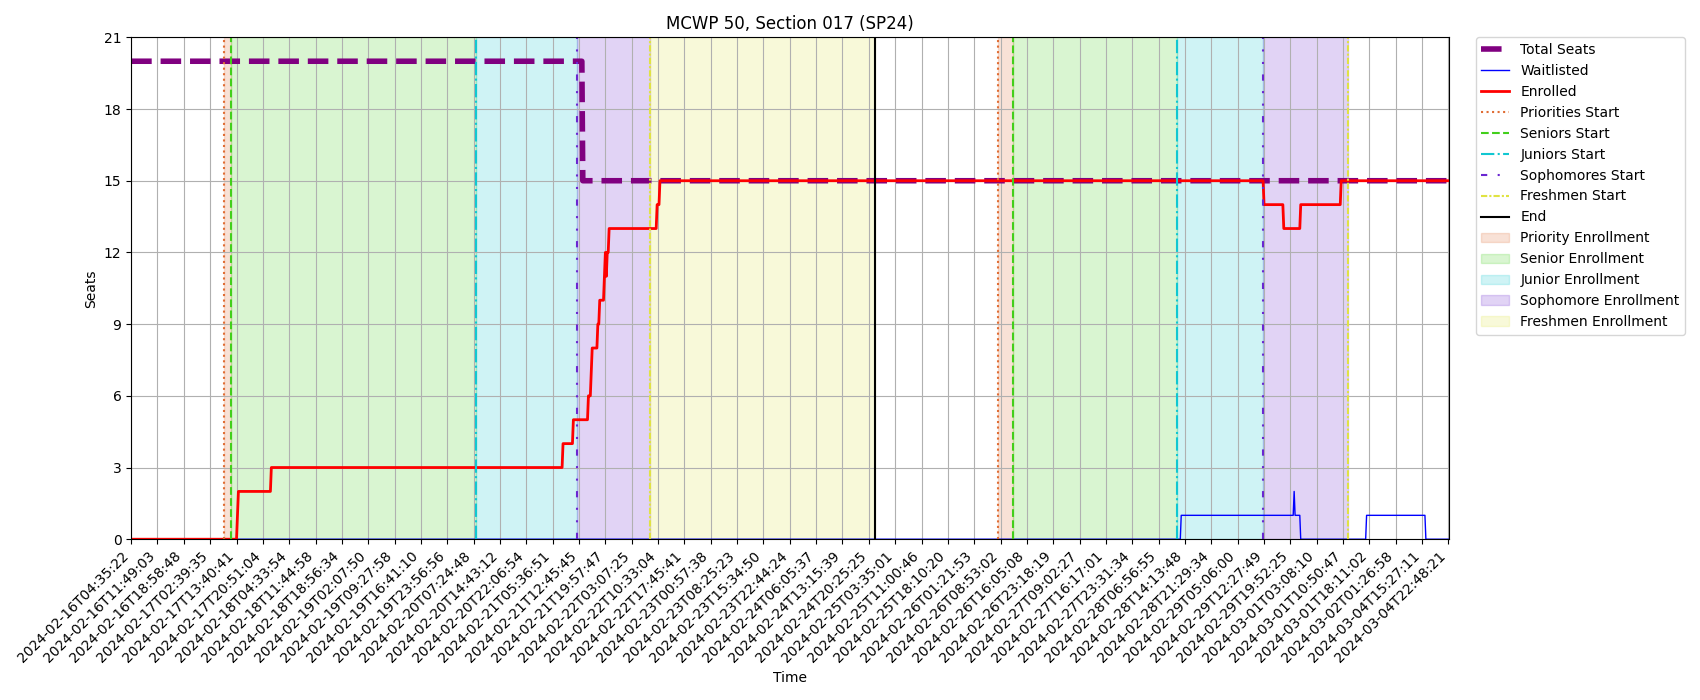 MCWP 50, Section 017 (SP24)
Seats
21
18
15
12
9
6
3
0
2024-02-16T04:35:22
2024-02-16T11:49:03
2024-02-16T18:58:48
2024-02-17T02:39:35
2024-02-17T13:40:41
2024-02-17T20:51:04
2024-02-18T04:33:54
2024-02-18T11:44:58
2024-02-18T18:56:34
2024-02-19T02:07:50
2024-02-19T09:27:58
2024-02-19T16:41:10
2024-02-19T23:56:56
2024-02-20T07:24:48
2024-02-20T14:43:12
2024-02-20T22:06:54
2024-02-21T05:36:51
2024-02-21T12:45:45
2024-02-21T19:57:47
2024-02-22T03:07:25
2024-02-22T10:33:04
2024-02-22T17:45:41
2024-02-23T00:57:38
2024-02-23T08:25:23
2024-02-23T15:34:50
2024-02-23T22:44:24
2024-02-24T06:05:37
2024-02-24T13:15:39
2024-02-24T20:25:25
2024-02-25T03:35:01
2024-02-25T11:00:46
2024-02-25T18:10:20
2024-02-26T01:21:53
2024-02-26T08:53:02
2024-02-26T16:05:08
2024-02-26T23:18:19
2024-02-27T09:02:27
2024-02-27T16:17:01
2024-02-27T23:31:34
2024-02-28T06:56:55
2024-02-28T14:13:48
2024-02-28T21:29:34
2024-02-29T05:06:00
2024-02-29T12:27:49
2024-02-29T19:52:25
2024-03-01T03:08:10
2024-03-01T10:50:47
2024-03-01T18:11:02
2024-03-02T01:26:58
2024-03-04T15:27:11
2024-03-04T22:48:21
Time
Total Seats
Waitlisted
Enrolled
Priorities Start
Seniors Start
Juniors Start
Sophomores Start
Freshmen Start
End
Priority Enrollment
Senior Enrollment
Junior Enrollment
Sophomore Enrollment
Freshmen Enrollment